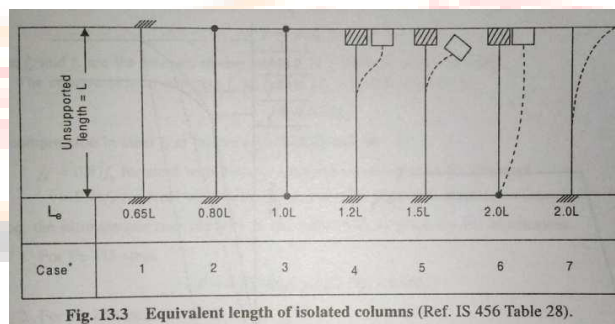 Unsupported
length = L
Le 0.65L 0.80L 1.0L 1.2L 1.5L 2.0L 2.0L
Case* 1 2 3 4 5 6 7
Fig. 13.3 Equivalent length of isolated columns (Ref. IS 456 Table 28).